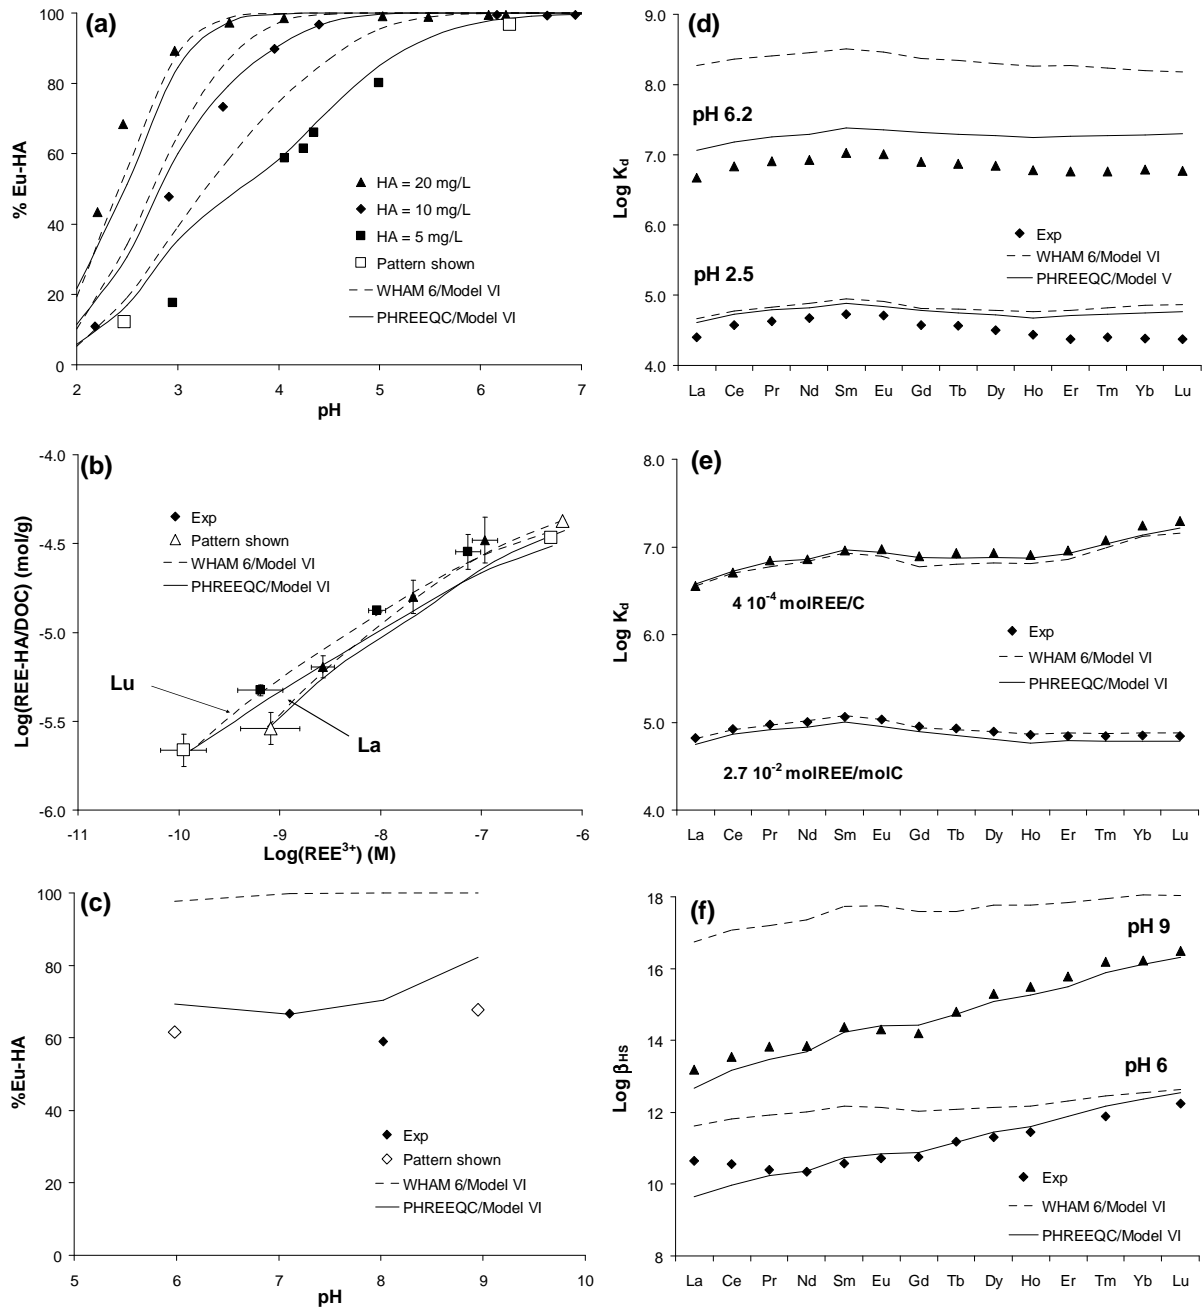 (a)
% Eu-HA
100
80
60
40
20
0
2 3 4 5 6 7
pH
HA = 20 mg/L
HA = 10 mg/L
HA = 5 mg/L
Pattern shown
WHAM 6/Model VI
PHREEQC/Model VI
(d)
Log Kd
9.0
8.0
7.0
6.0
5.0
4.0
pH 6.2
pH 2.5
Exp
WHAM 6/Model VI
PHREEQC/Model V
La Ce Pr Nd Sm Eu Gd Tb Dy Ho Er Tm Yb Lu
(b)
Log(REE-HA/DOC) (mol/g)
-4.0
-4.5
-5.0
-5.5
-6.0
-11 -10 -9 -8 -7 -6
Log(REE3+) (M)
Exp
Pattern shown
WHAM 6/Model VI
PHREEQC/Model VI
Lu
La
(e)
Log Kd
8.0
7.0
6.0
5.0
4.0
4 10-4 molREE/C
2.7 10-2 molREE/molC
Exp
WHAM 6/Model VI
PHREEQC/Model VI
La Ce Pr Nd Sm Eu Gd Tb Dy Ho Er Tm Yb Lu
(c)
%Eu-HA
100
80
60
40
20
0
5 6 7 8 9 10
pH
Exp
Pattern shown
WHAM 6/Model VI
PHREEQC/Model VI
(f)
Log βHS
18
16
14
12
10
8
pH 9
pH 6
Exp
WHAM 6/Model VI
PHREEQC/Model VI
La Ce Pr Nd Sm Eu Gd Tb Dy Ho Er Tm Yb Lu